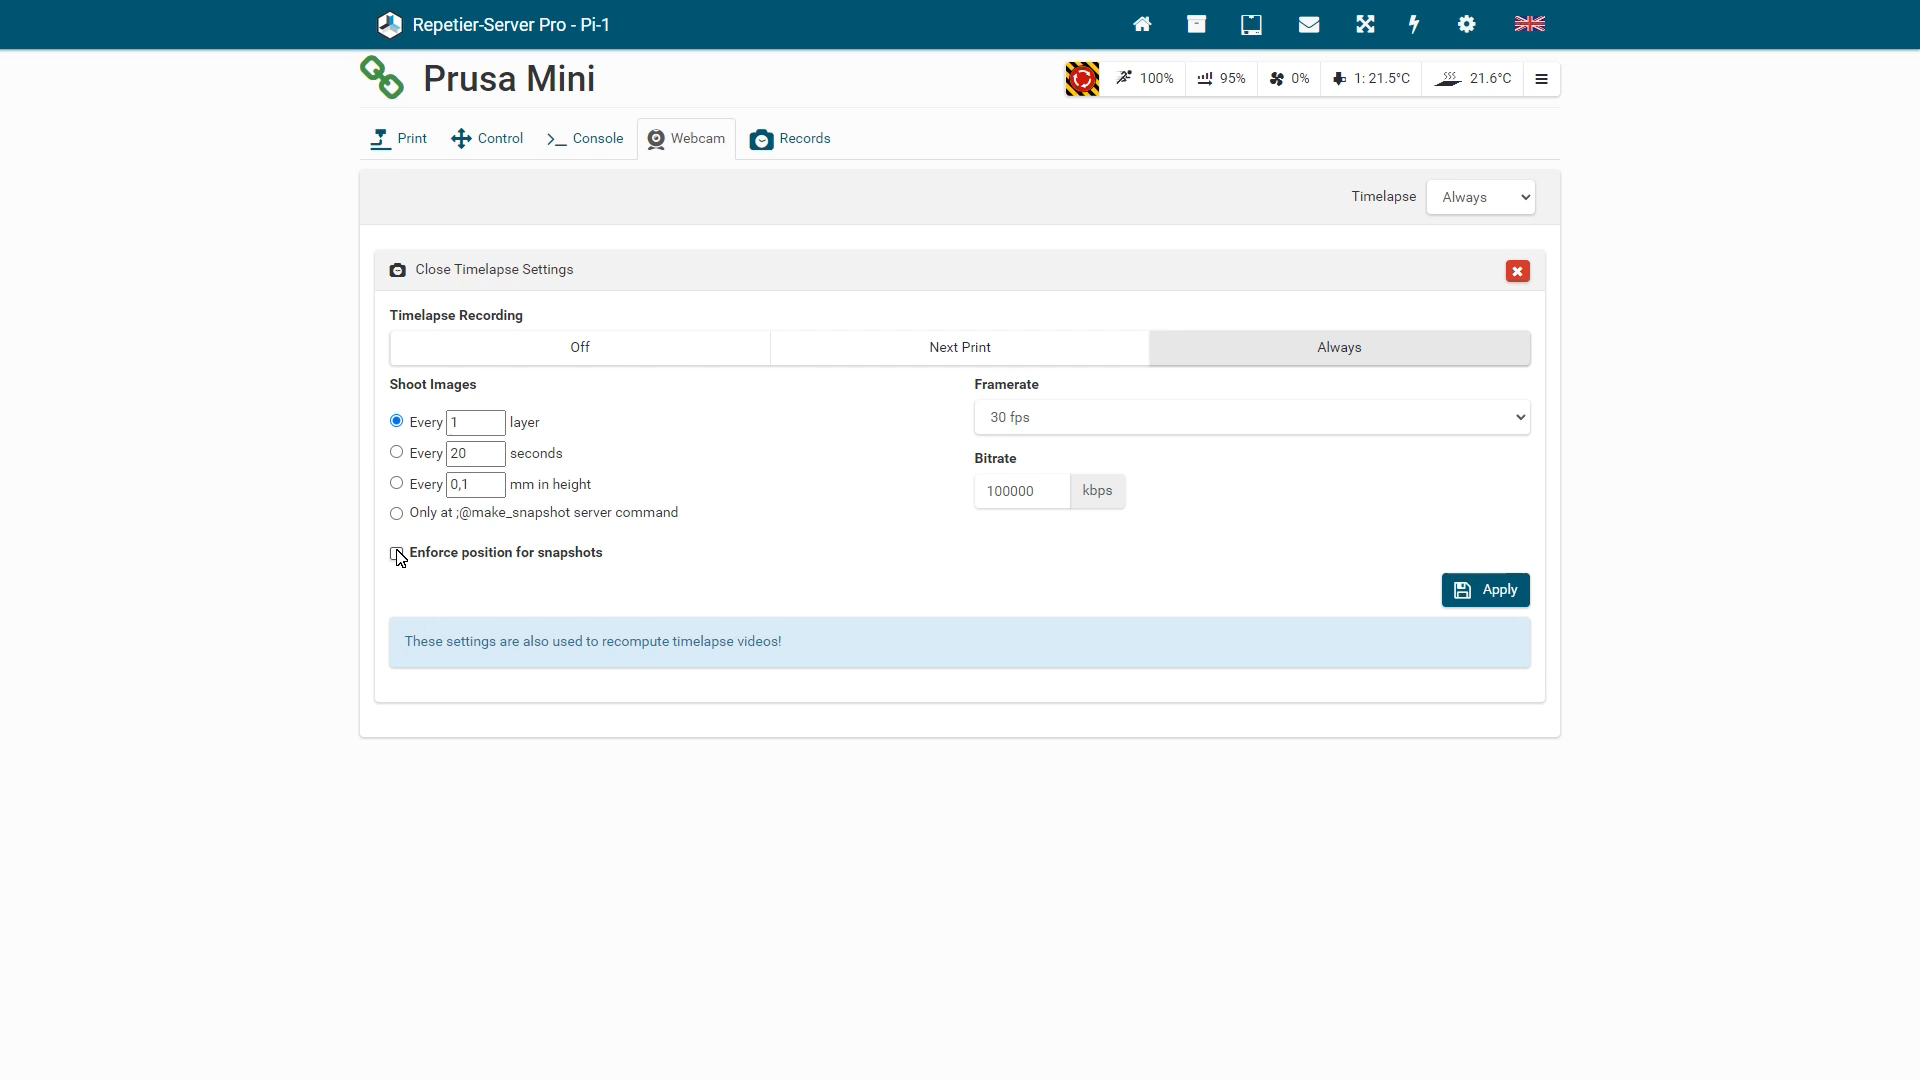 Repetier-Server Pro - Pi-1
Prusa Mini
100% 95% 0% 1: 21.5°C 21.6°C
Print Control Console Webcam Records
Timelapse Always
Close Timelapse Settings
Timelapse Recording
Off Next Print Always
Shoot Images
Every 1 layer
Every 20 seconds
Every 0,1 mm in height
Only at ;@make_snapshot server command
Enforce position for snapshots
Framerate
30 fps
Bitrate
100000 kbps
Apply
These settings are also used to recompute timelapse videos!